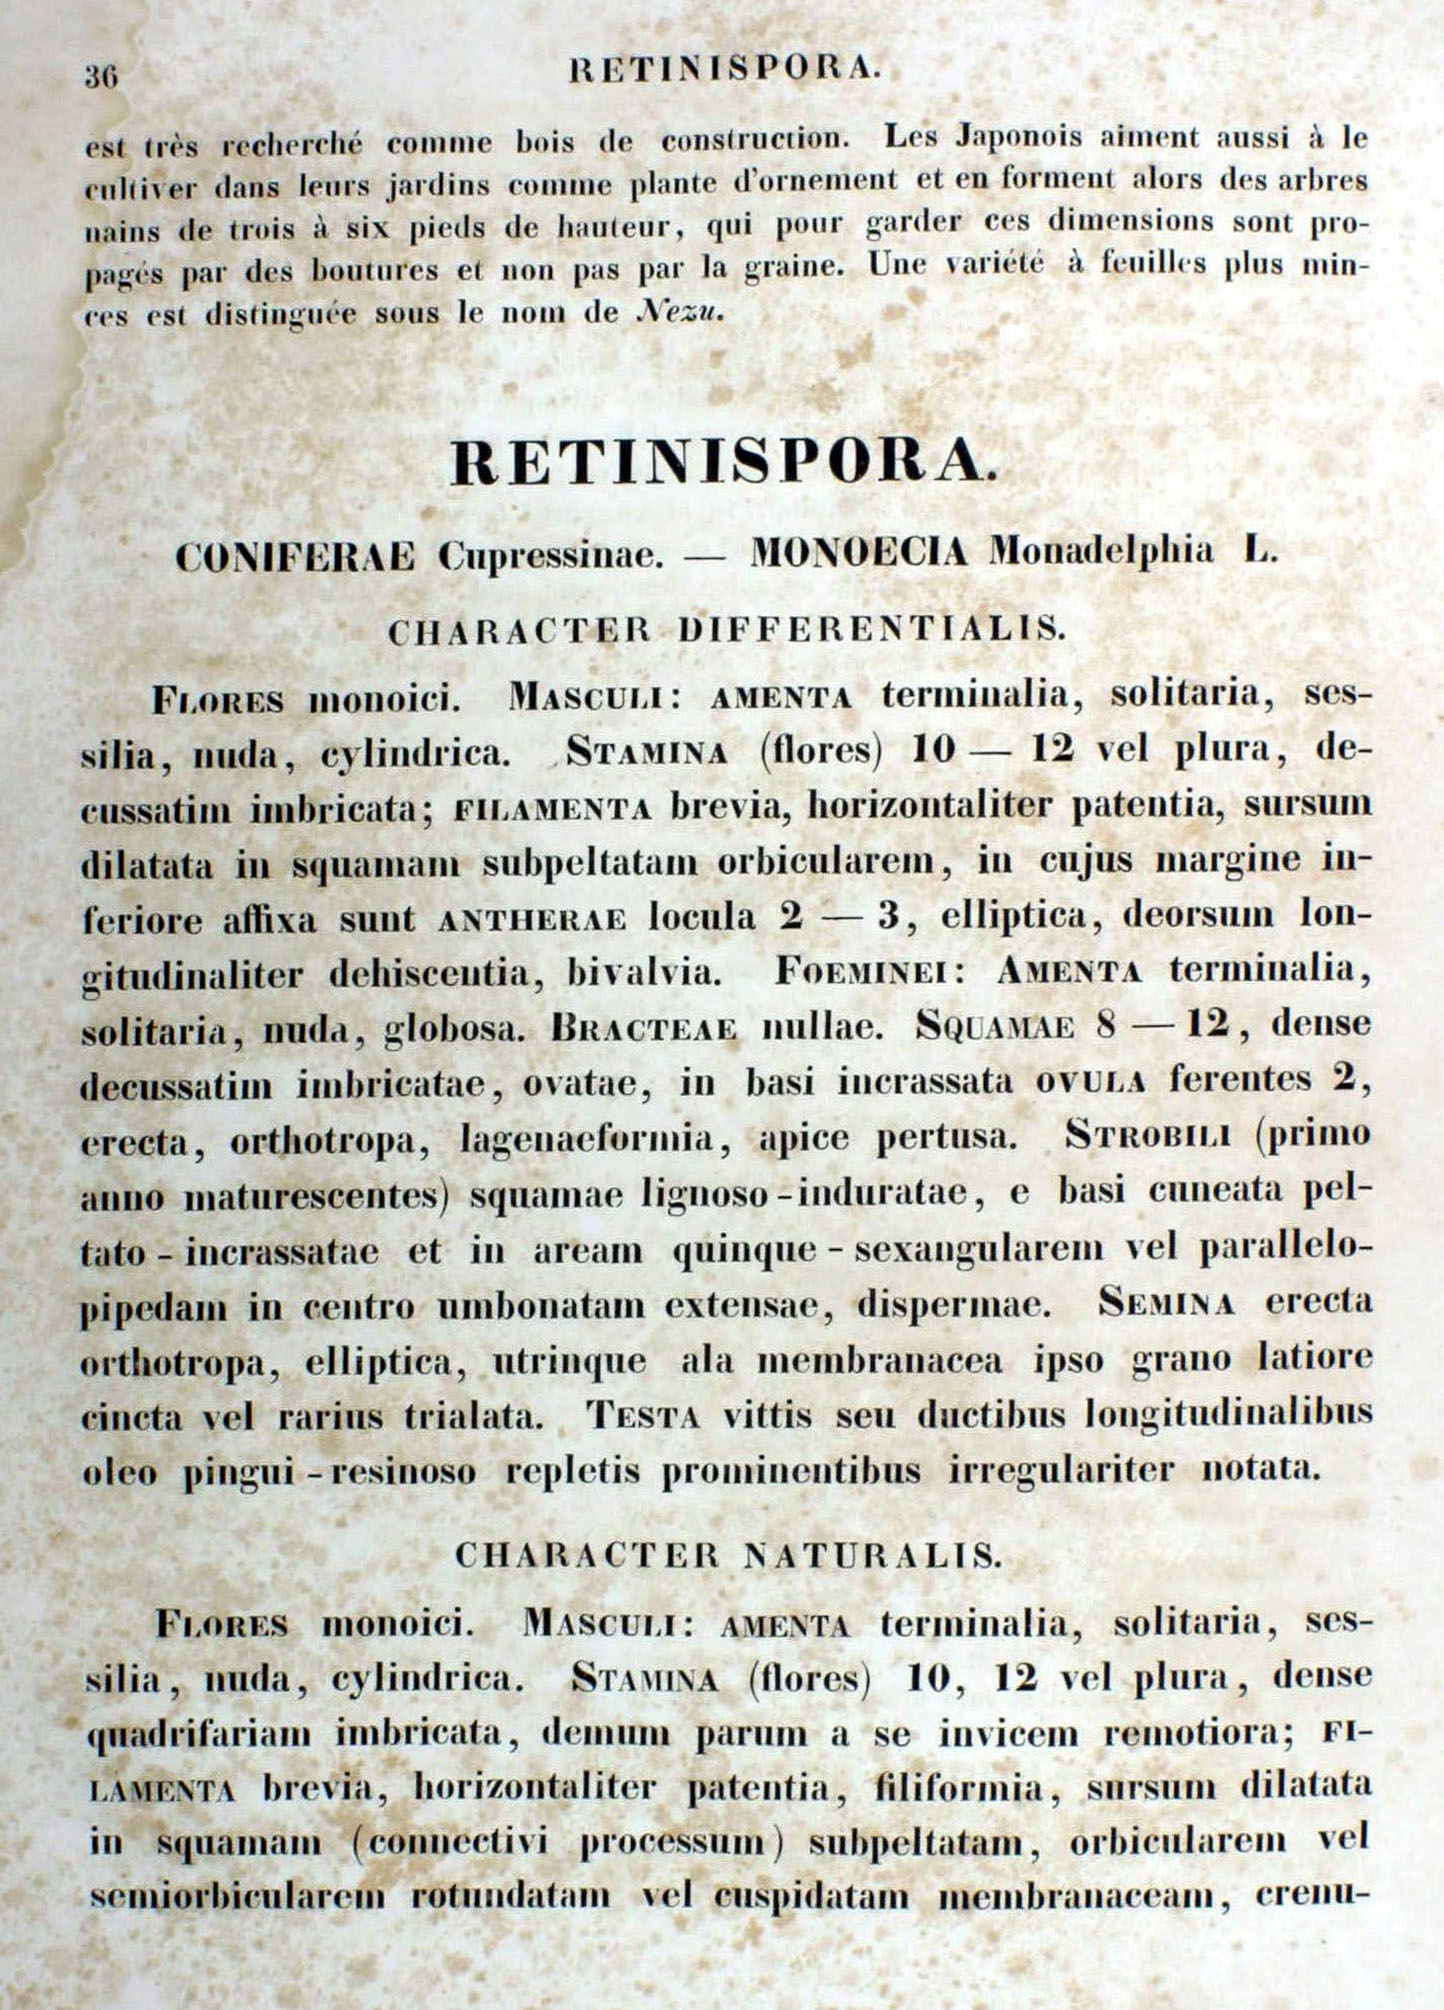 36
RETINISPORA.
est très recherché comme bois de construction. Les Japonois aiment aussi à le
cultiver dans leurs jardins comme plante d'ornement et en forment alors des arbres
nains de trois à six pieds de hauteur, qui pour garder ces dimensions sont pro-
pagés par des boutures et non pas par la graine. Une variété à feuilles plus min-
ces est distinguée sous le nom de Nezu.
RETINISPORA.
CONIFERAE Cupressinae. — MONOECIA Monadelphia L.
CHARACTER DIFFERENTIALIS.
FLORES monoici. MASCULI: AMENTA terminalia, solitaria, ses-
silia, nuda, cylindrica. STAMINA (flores) 10 — 12 vel plura, de-
cussatim imbricata; FILAMENTA brevia, horizontaliter patentia, sursum
dilatata in squamam subpeltatam orbicularem, in cujus margine in-
feriore affixa sunt ANTHERAE locula 2 — 3, elliptica, deorsum lon-
gitudinaliter dehiscentia, bivalvia. FOEMINEI: AMENTA terminalia,
solitaria, nuda, globosa. BRACTEAE nullae. SQUAMAE 8 — 12, dense
decussatim imbricatae, ovatae, in basi incrassata OVULA ferentes 2,
erecta, orthotropa, lagenaeformia, apice pertusa. STROBILI (primo
anno maturescentes) squamae lignoso-induratae, e basi cuneata pel-
tato - incrassatae et in aream quinque - sexangularem vel parallelo-
pipedam in centro umbonatam extensae, dispermae. SEMINA erecta
orthotropa, elliptica, utrinque ala membranacea ipso grano latiore
cincta vel rarius trialata. TESTA vittis seu ductibus longitudinalibus
oleo pingui-resinoso repletis prominentibus irregulariter notata.
CHARACTER NATURALIS.
FLORES monoici. MASCULI: AMENTA terminalia, solitaria, ses-
silia, nuda, cylindrica. STAMINA (flores) 10, 12 vel plura, dense
quadrifariam imbricata, demum parum a se invicem remotiora; FI-
LAMENTA brevia, horizontaliter patentia, filiformia, sursum dilatata
in squamam (connectivi processum) subpeltatam, orbicularem vel
semiorbicularem rotundatam vel cuspidatam membranaceam, crenu-